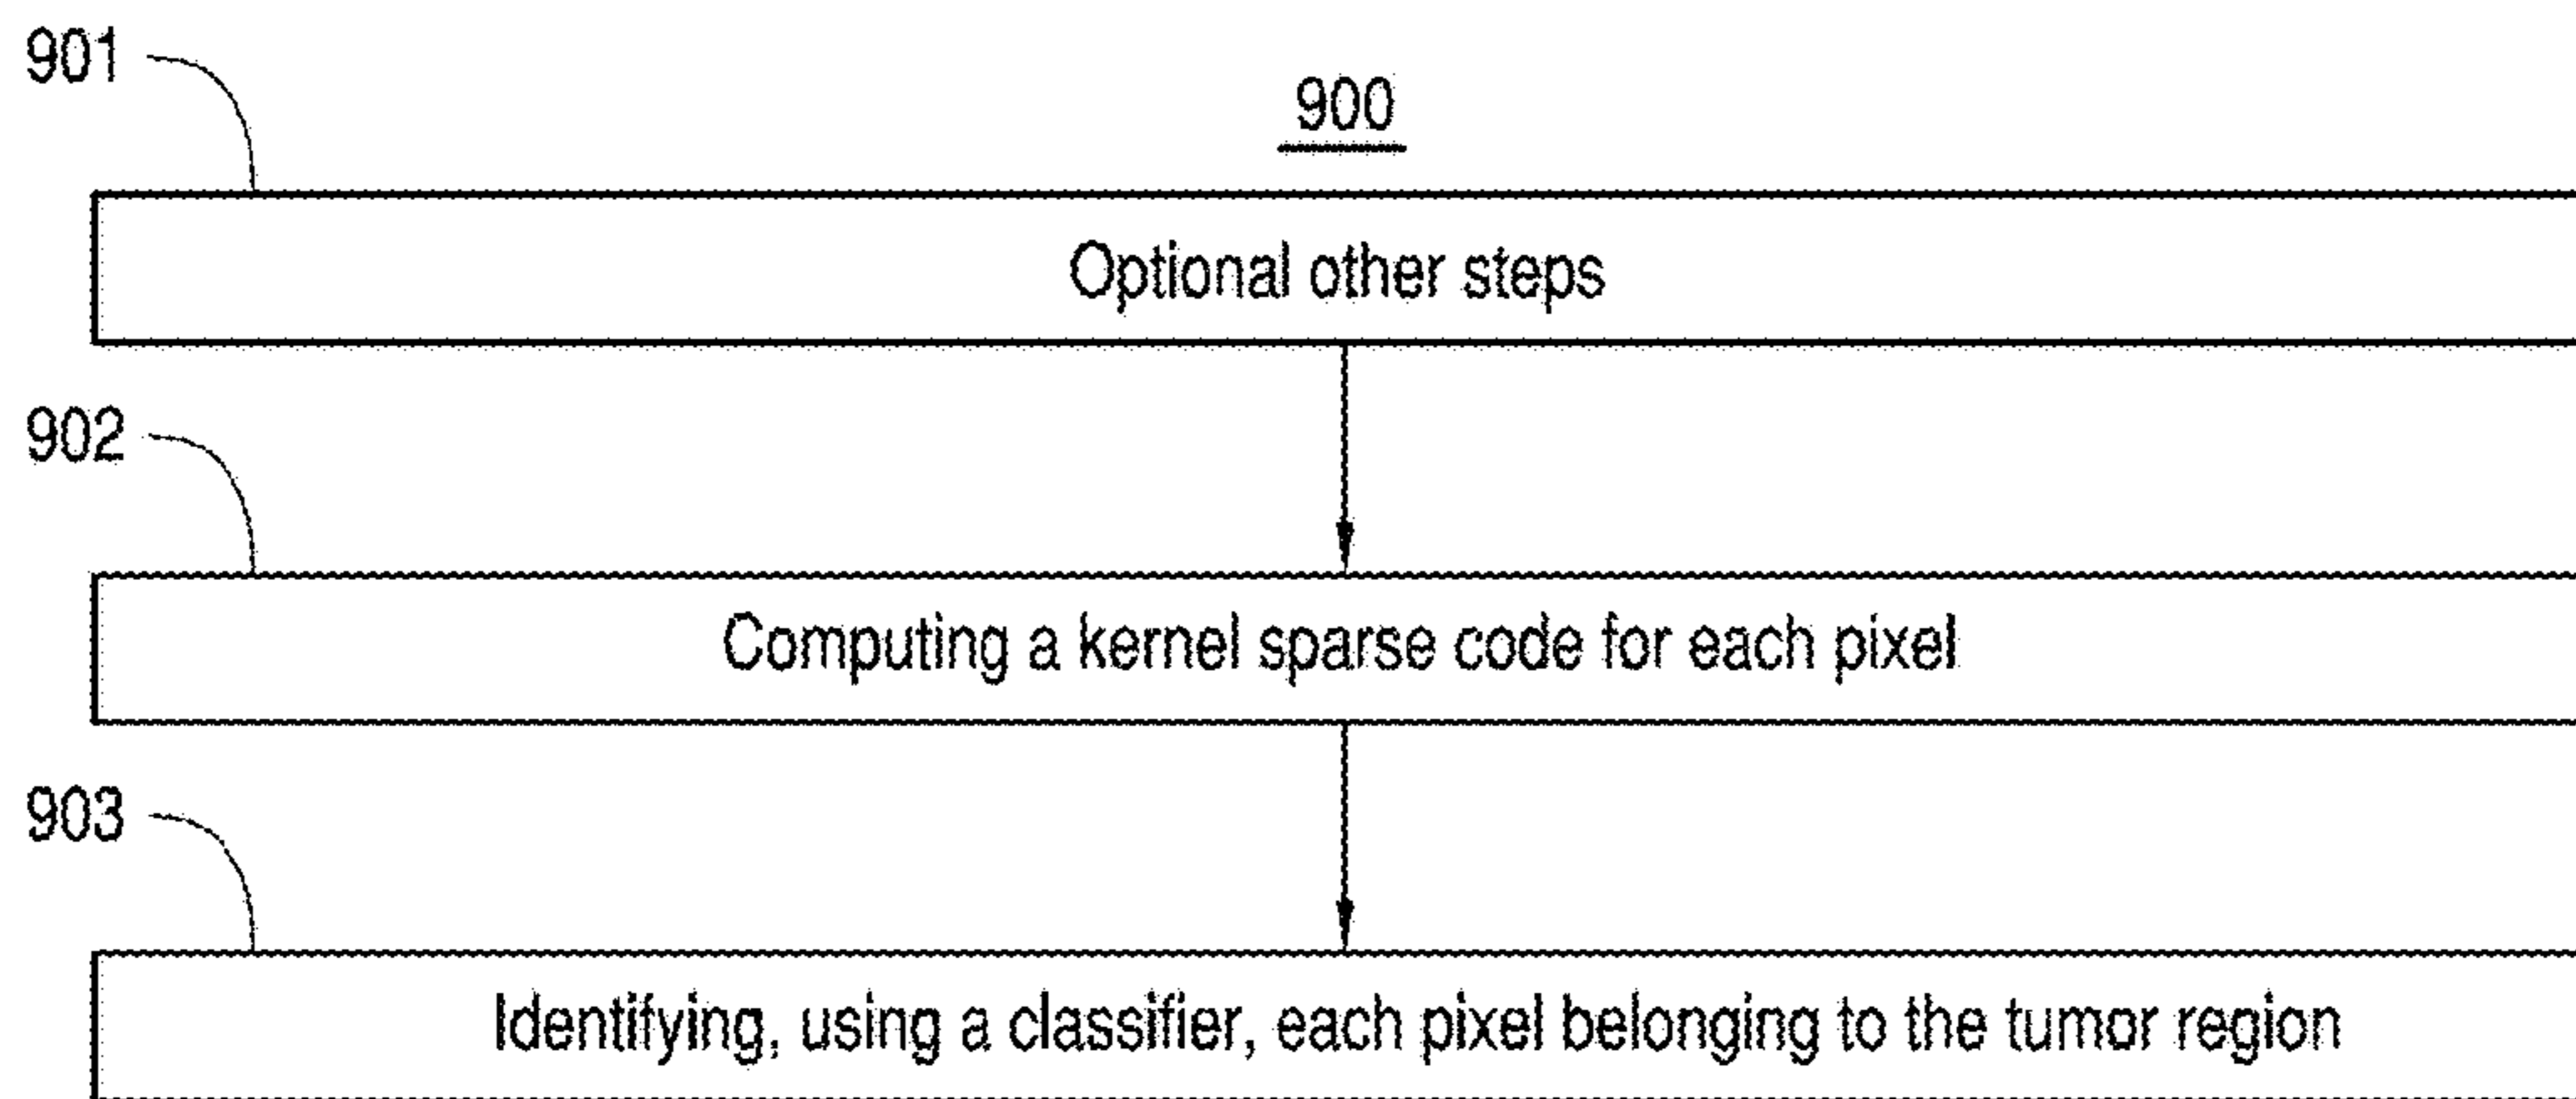 901
900
Optional other steps
902
Computing a kernel sparse code for each pixel
903
Identifying, using a classifier, each pixel belonging to the tumor region